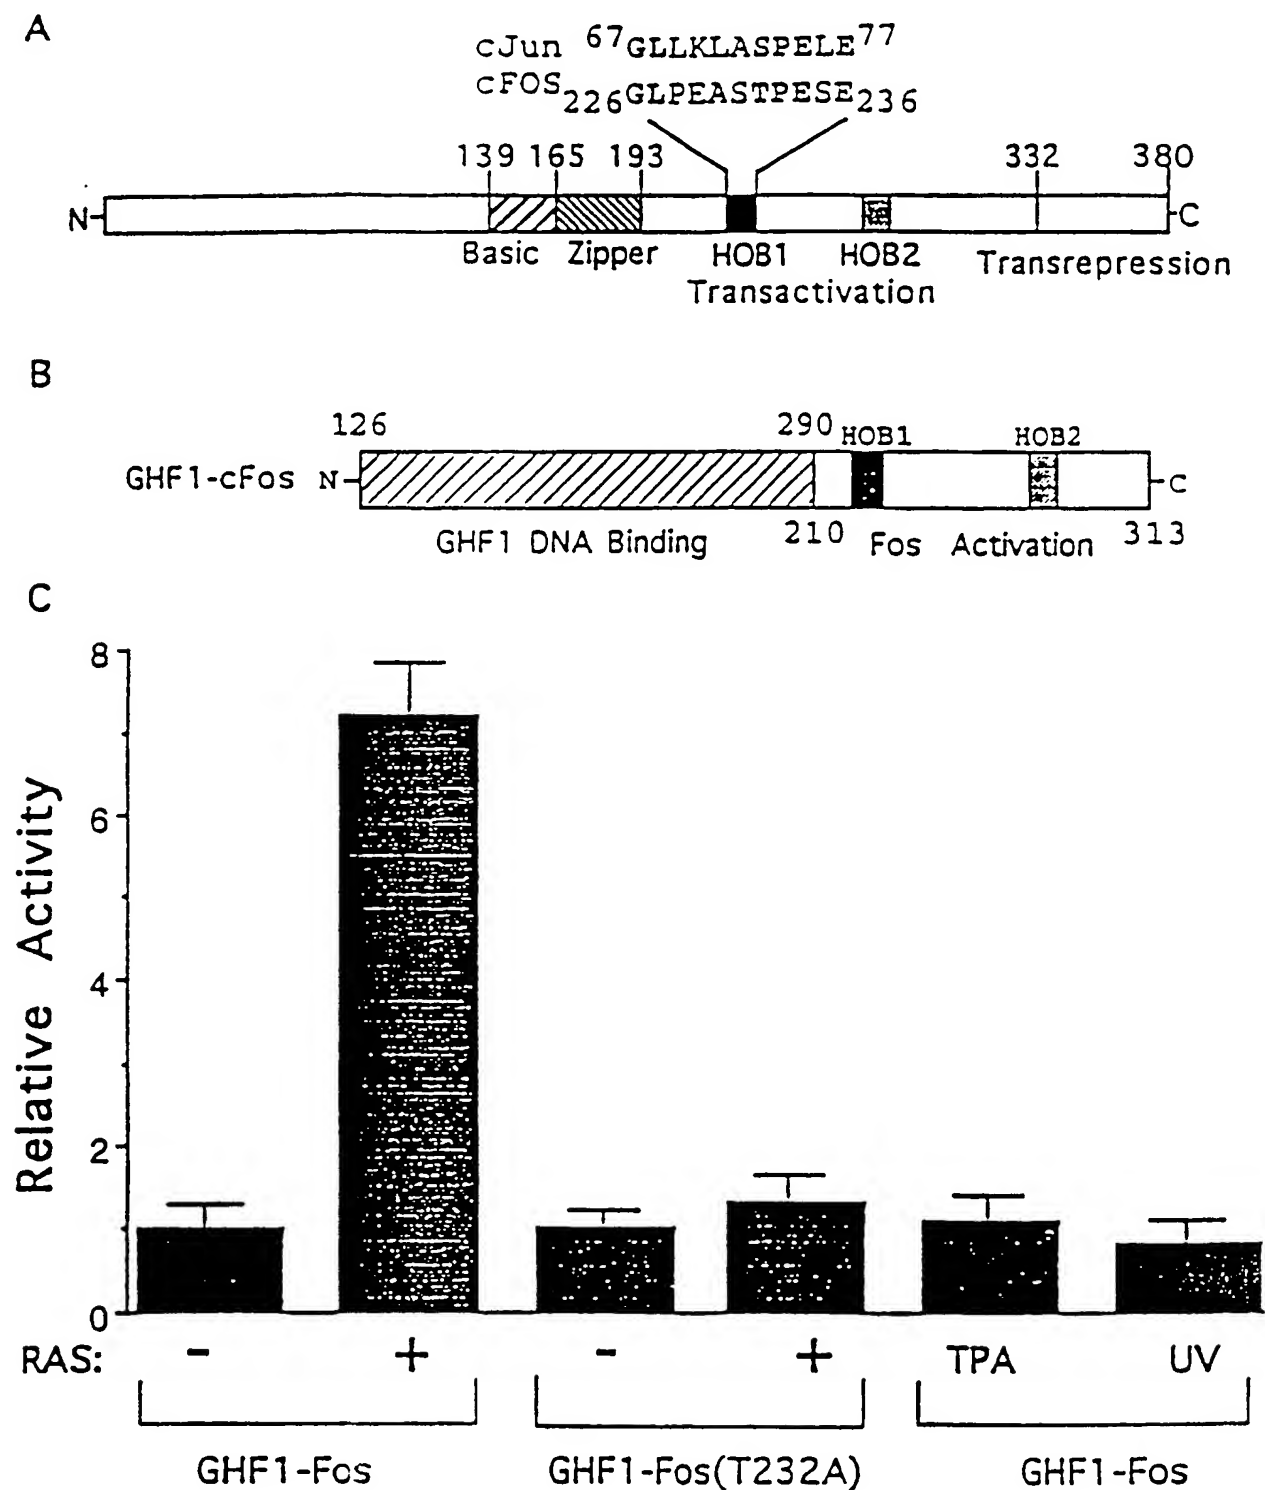 A
cJun 67GLLKLASPELE77
cFOS226GLPEASTPESE236
139 165 193 332 380
N C
Basic Zipper HOB1 HOB2 Transrepression
Transactivation
B
126 290 HOB1 HOB2
GHF1-cFos N C
GHF1 DNA Binding 210 Fos Activation 313
C
Relative Activity
8
6
4
2
0
RAS: - + - + TPA UV
GHF1-Fos GHF1-Fos(T232A) GHF1-Fos